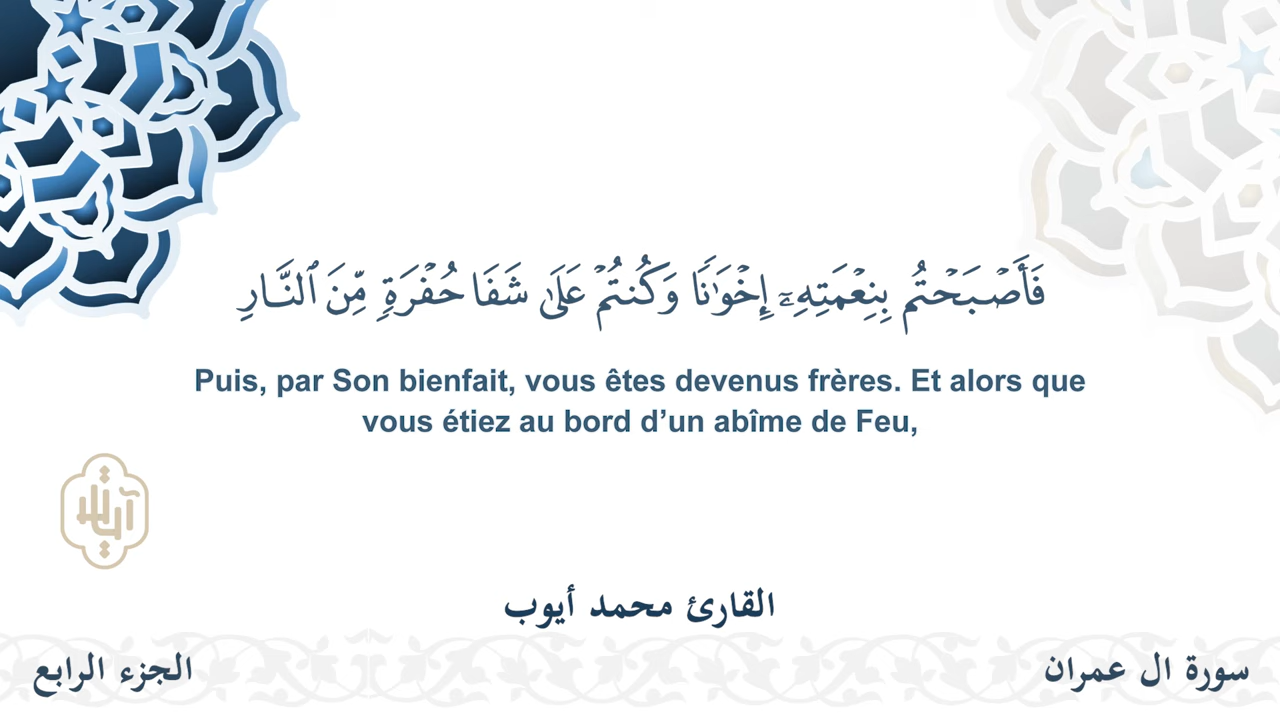 فَأَصۡبَحۡتُم بِنِعۡمَتِهِۦٓ إِخۡوَٰنٗا وَكُنتُمۡ عَلَىٰ شَفَا حُفۡرَةٖ مِّنَ ٱلنَّارِ
Puis, par Son bienfait, vous êtes devenus frères. Et alors que
vous étiez au bord d’un abîme de Feu,
القارئ محمد أيوب
سورة ال عمران
الجزء الرابع